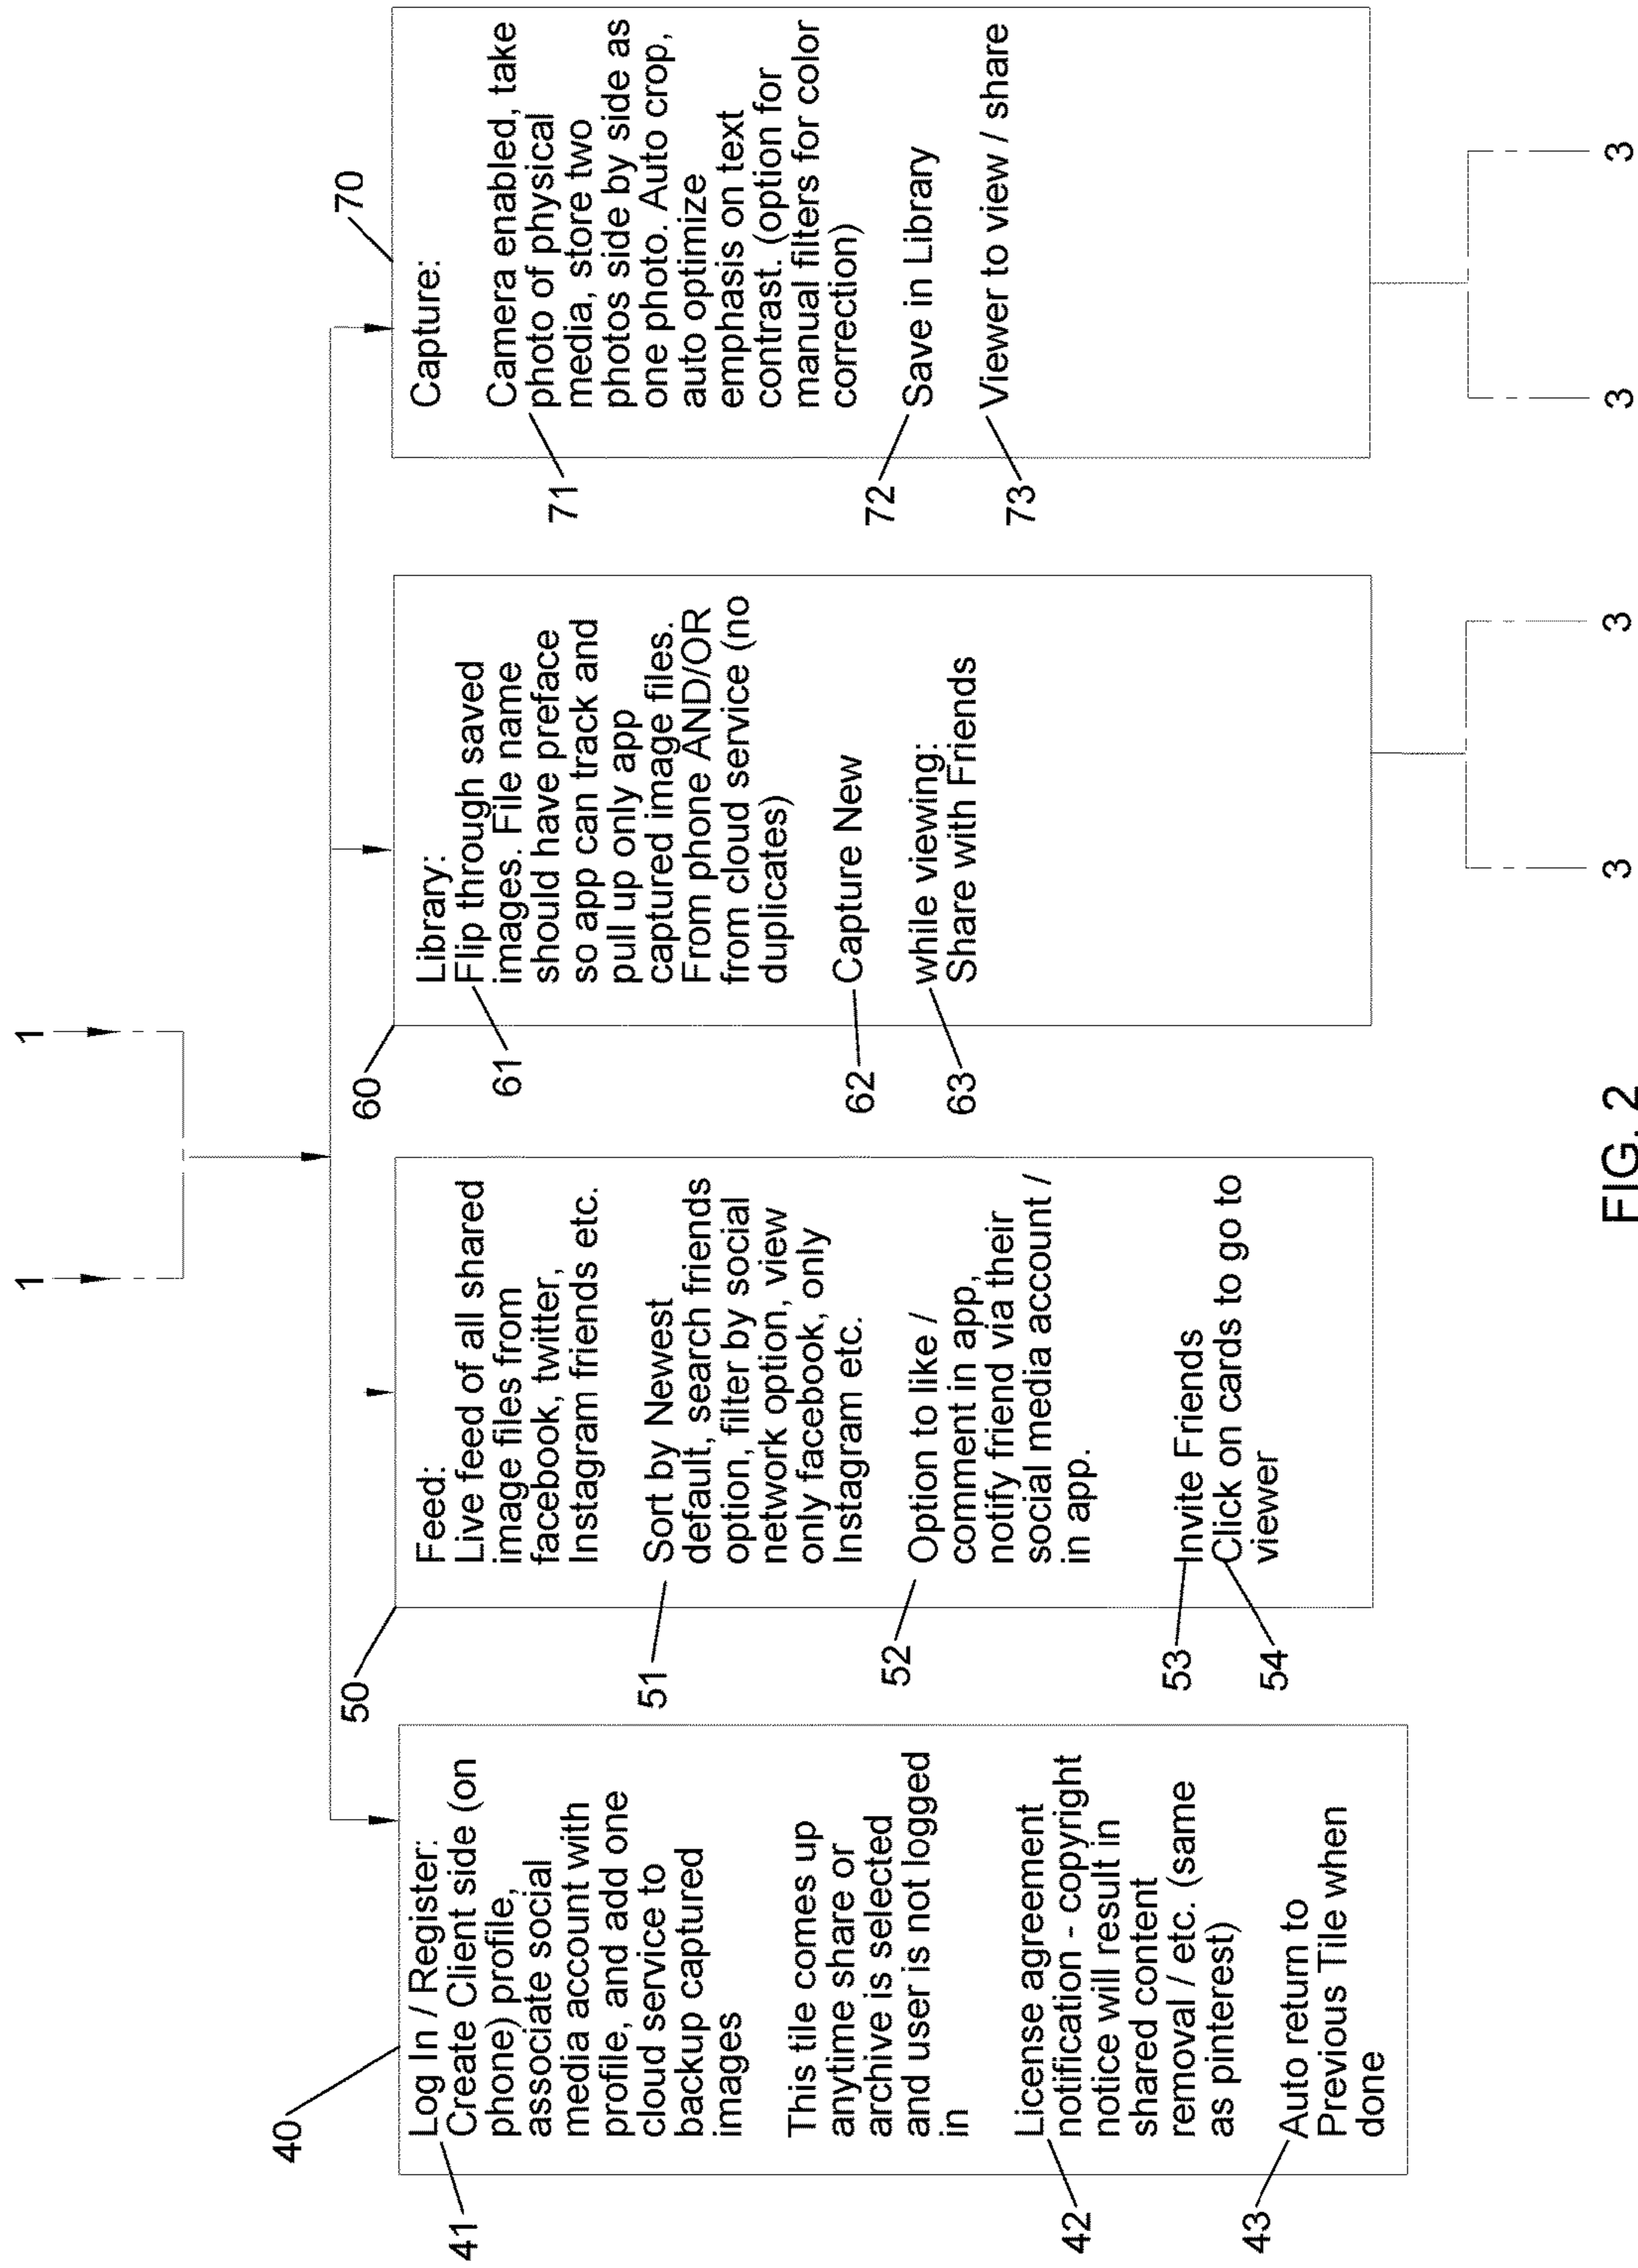 1
1
40
41
Log In / Register:
Create Client side (on
phone) profile,
associate social
media account with
profile, and add one
cloud service to
backup captured
images
This tile comes up
anytime share or
archive is selected
and user is not logged
in
42
License agreement
notification - copyright
notice will result in
shared content
removal / etc. (same
as pinterest)
43
Auto return to
Previous Tile when
done
50
Feed:
Live feed of all shared
image files from
facebook, twitter,
Instagram friends etc.
51
Sort by Newest
default, search friends
option, filter by social
network option, view
only facebook, only
Instagram etc.
52
Option to like /
comment in app,
notify friend via their
social media account /
in app.
53
Invite Friends
54
Click on cards to go to
viewer
60
Library:
61
Flip through saved
images. File name
should have preface
so app can track and
pull up only app
captured image files.
From phone AND/OR
from cloud service (no
duplicates)
62
Capture New
63
while viewing:
Share with Friends
70
Capture:
71
Camera enabled, take
photo of physical
media, store two
photos side by side as
one photo. Auto crop,
auto optimize
emphasis on text
contrast. (option for
manual filters for color
correction)
72
Save in Library
73
Viewer to view / share
3
3
3
3
FIG. 2